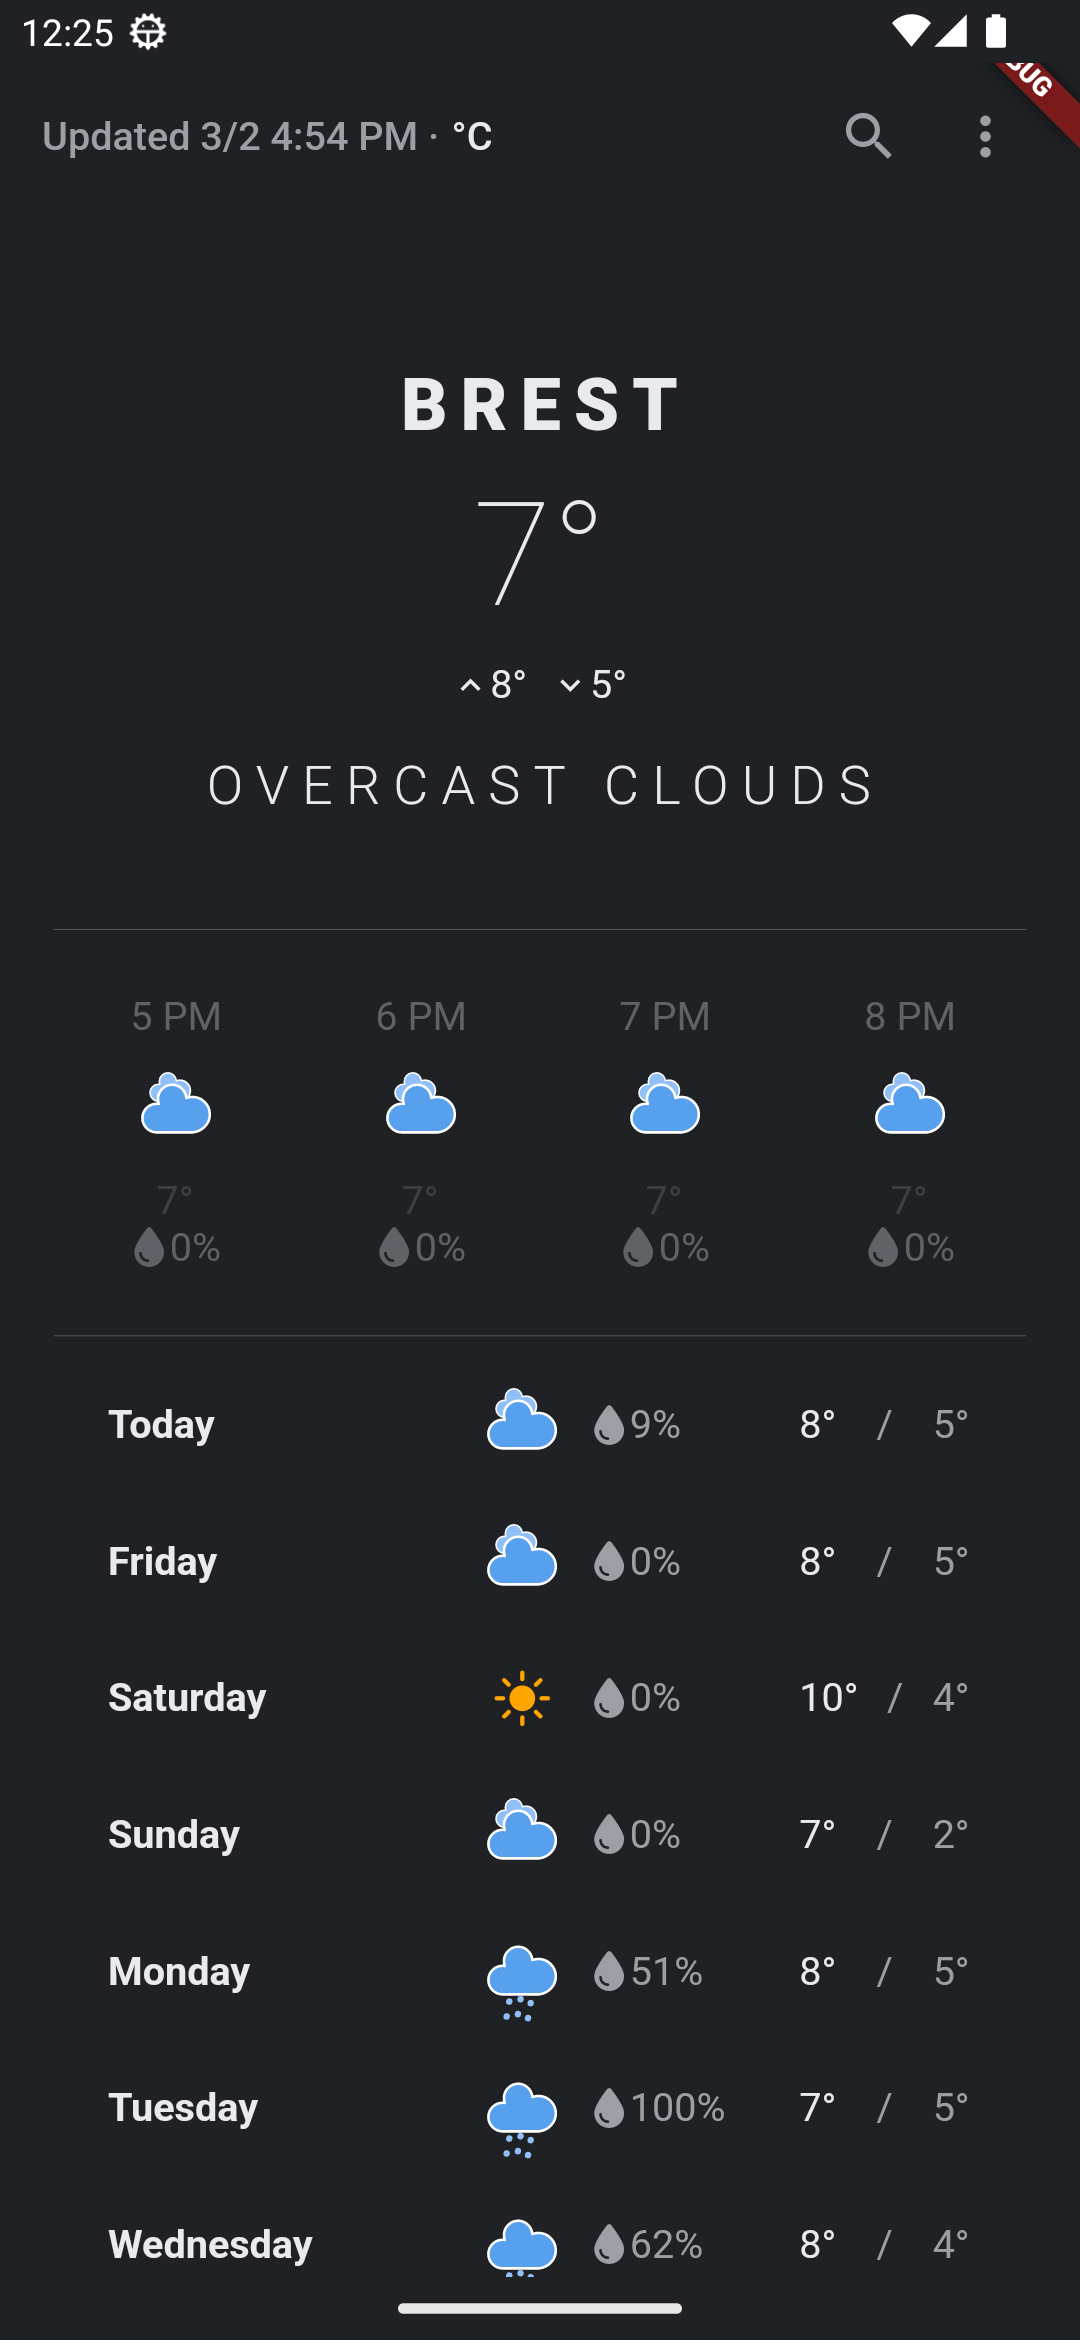 12:25
Updated 3/2 4:54 PM · °C
BREST
7°
8° 5°
OVERCAST CLOUDS
5 PM 6 PM 7 PM 8 PM
7° 7° 7° 7°
0% 0% 0% 0%
Today 9% 8° / 5°
Friday 0% 8° / 5°
Saturday 0% 10° / 4°
Sunday 0% 7° / 2°
Monday 51% 8° / 5°
Tuesday 100% 7° / 5°
Wednesday 62% 8° / 4°